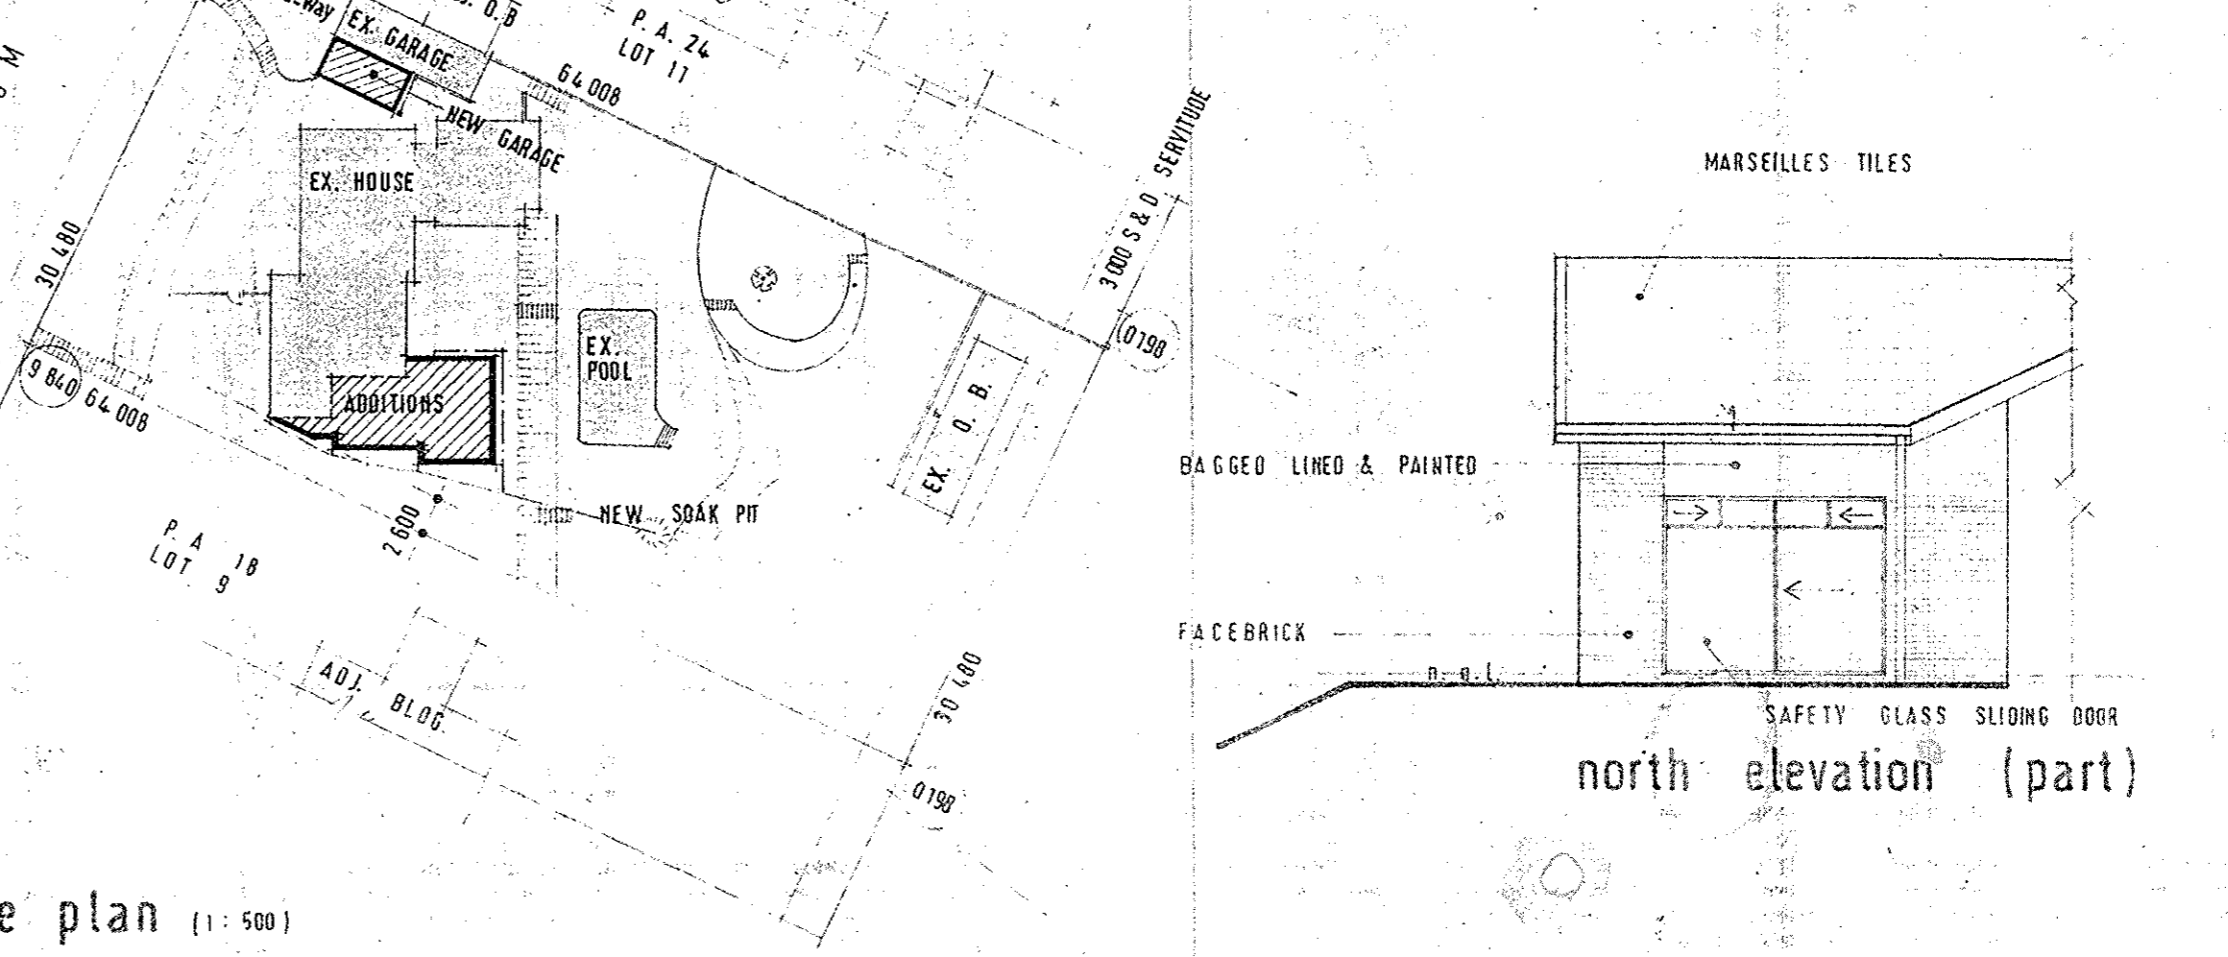 EX. GARAGE
O.B
P. A. 24
LOT 11
64 008
NEW GARAGE
EX. HOUSE
30 480
3 000 S & D SERVITUDE
0198
9 840
64 008
ADDITIONS
EX.
POOL
EX. O. B.
NEW SOAK PIT
2 600
P. A 18
LOT 9
ADJ. BLDG.
30 480
0198
plan (1 : 500)
MARSEILLES TILES
BAGGED LINED & PAINTED
FACEBRICK
n. g. l.
SAFETY GLASS SLIDING DOOR
north elevation (part)